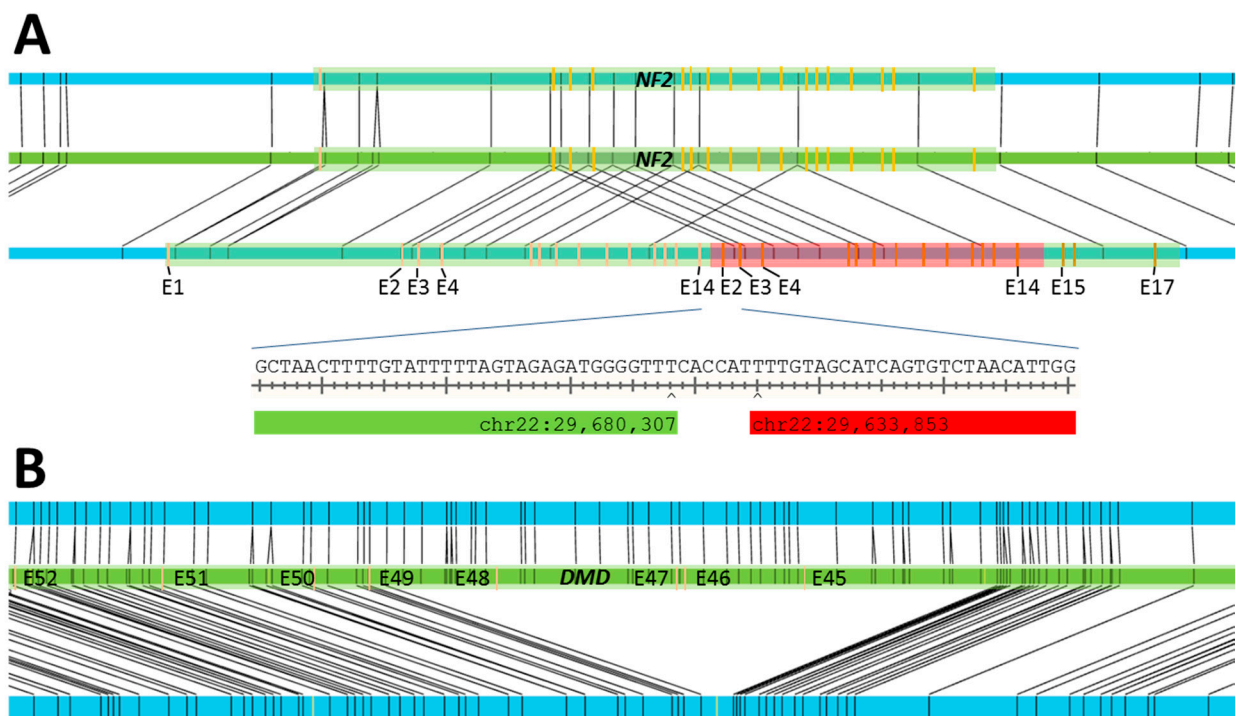 A
NF2
NF2
E1 E2 E3 E4 E14 E2 E3 E4 E14 E15 E17
GCTAACTTTTGTATTTTTAGTAGAGATGGGGTTTCACCATTTTGTAGCATCAGTGTCTAACATTGG
^ ^
chr22:29,680,307 chr22:29,633,853
B
E52 E51 E50 E49 E48 DMD E47 E46 E45